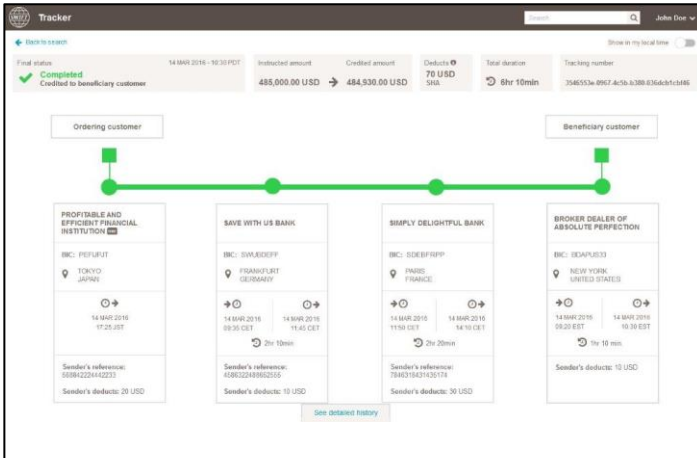 Tracker
Search
John Doe
Back to search
Show in my local time
Final status
14 MAR 2016 - 10:30 PDT
Completed
Credited to beneficiary customer
Instructed amount
485,000.00 USD
Credited amount
484,930.00 USD
Deducts
70 USD
SHA
Total duration
6hr 10min
Tracking number
Ordering customer
Beneficiary customer
PROFITABLE AND
EFFICIENT FINANCIAL
INSTITUTION
BIC: PEFIJPJT
TOKYO
JAPAN
14 MAR 2016
17:25 JST
Sender's reference:
Sender's deducts: 20 USD
SAVE WITH US BANK
BIC: SWUBDEFF
FRANKFURT
GERMANY
14 MAR 2016
09:35 CET
14 MAR 2016
11:45 CET
2hr 10min
Sender's reference:
Sender's deducts: 10 USD
SIMPLY DELIGHTFUL BANK
BIC: SDEBFRPP
PARIS
FRANCE
14 MAR 2016
11:50 CET
14 MAR 2016
14:10 CET
2hr 20min
Sender's reference:
Sender's deducts: 30 USD
BROKER DEALER OF
ABSOLUTE PERFECTION
BIC: BDAPUS33
NEW YORK
UNITED STATES
14 MAR 2016
09:20 EST
14 MAR 2016
10:30 EST
1hr 10 min
Sender's deducts: 10 USD
See detailed history